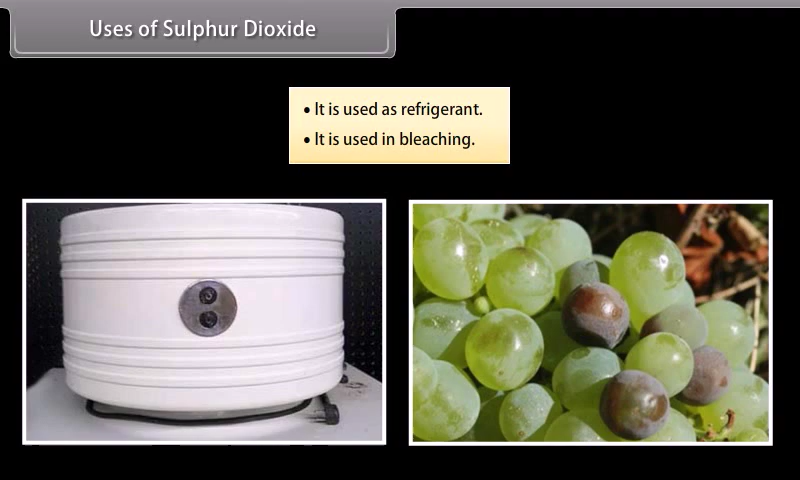 Uses of Sulphur Dioxide
• It is used as refrigerant.
• It is used in bleaching.